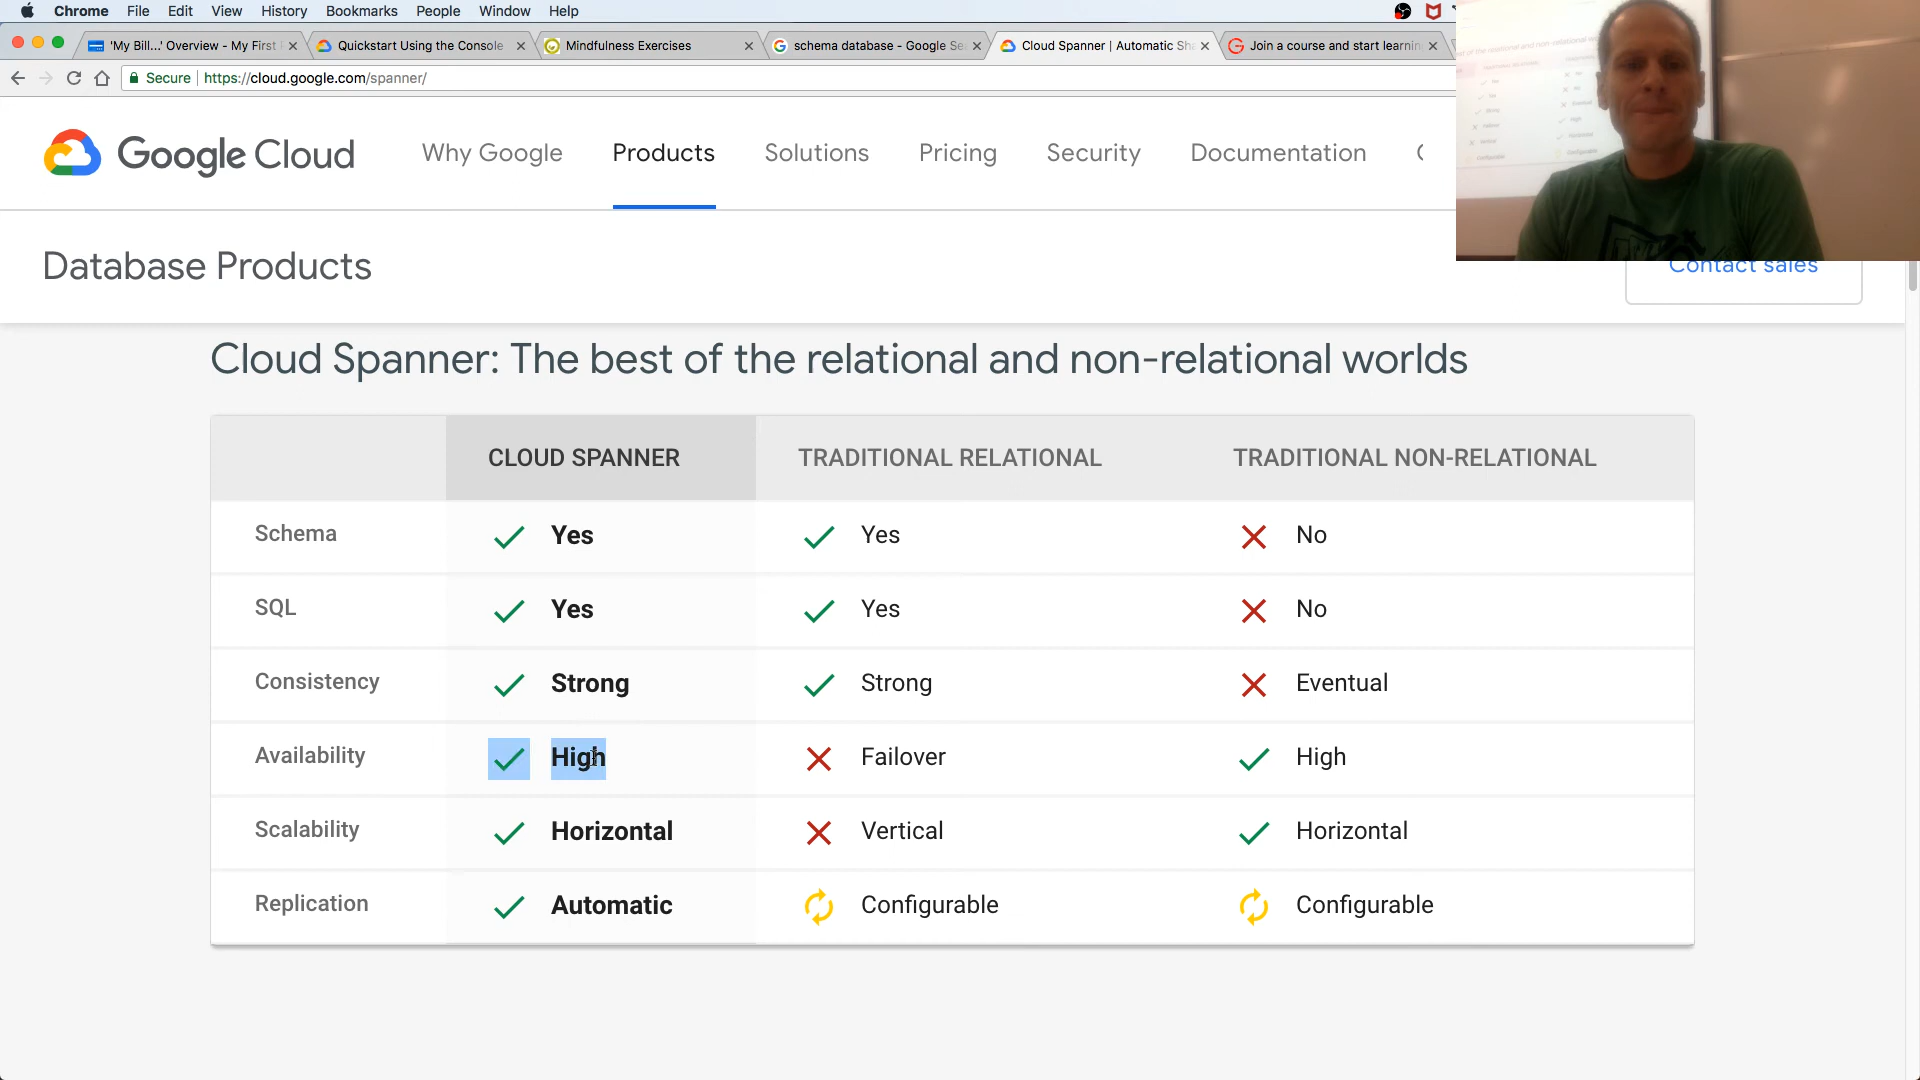 Chrome File Edit View History Bookmarks People Window Help
'My Bill...' Overview - My First
Quickstart Using the Console
Mindfulness Exercises
schema database - Google Se
Cloud Spanner | Automatic Sh
Join a course and start learnin
Secure https://cloud.google.com/spanner/
Google Cloud Why Google Products Solutions Pricing Security Documentation
Database Products
Contact sales
Cloud Spanner: The best of the relational and non-relational worlds
CLOUD SPANNER TRADITIONAL RELATIONAL TRADITIONAL NON-RELATIONAL
Schema Yes Yes No
SQL Yes Yes No
Consistency Strong Strong Eventual
Availability High Failover High
Scalability Horizontal Vertical Horizontal
Replication Automatic Configurable Configurable